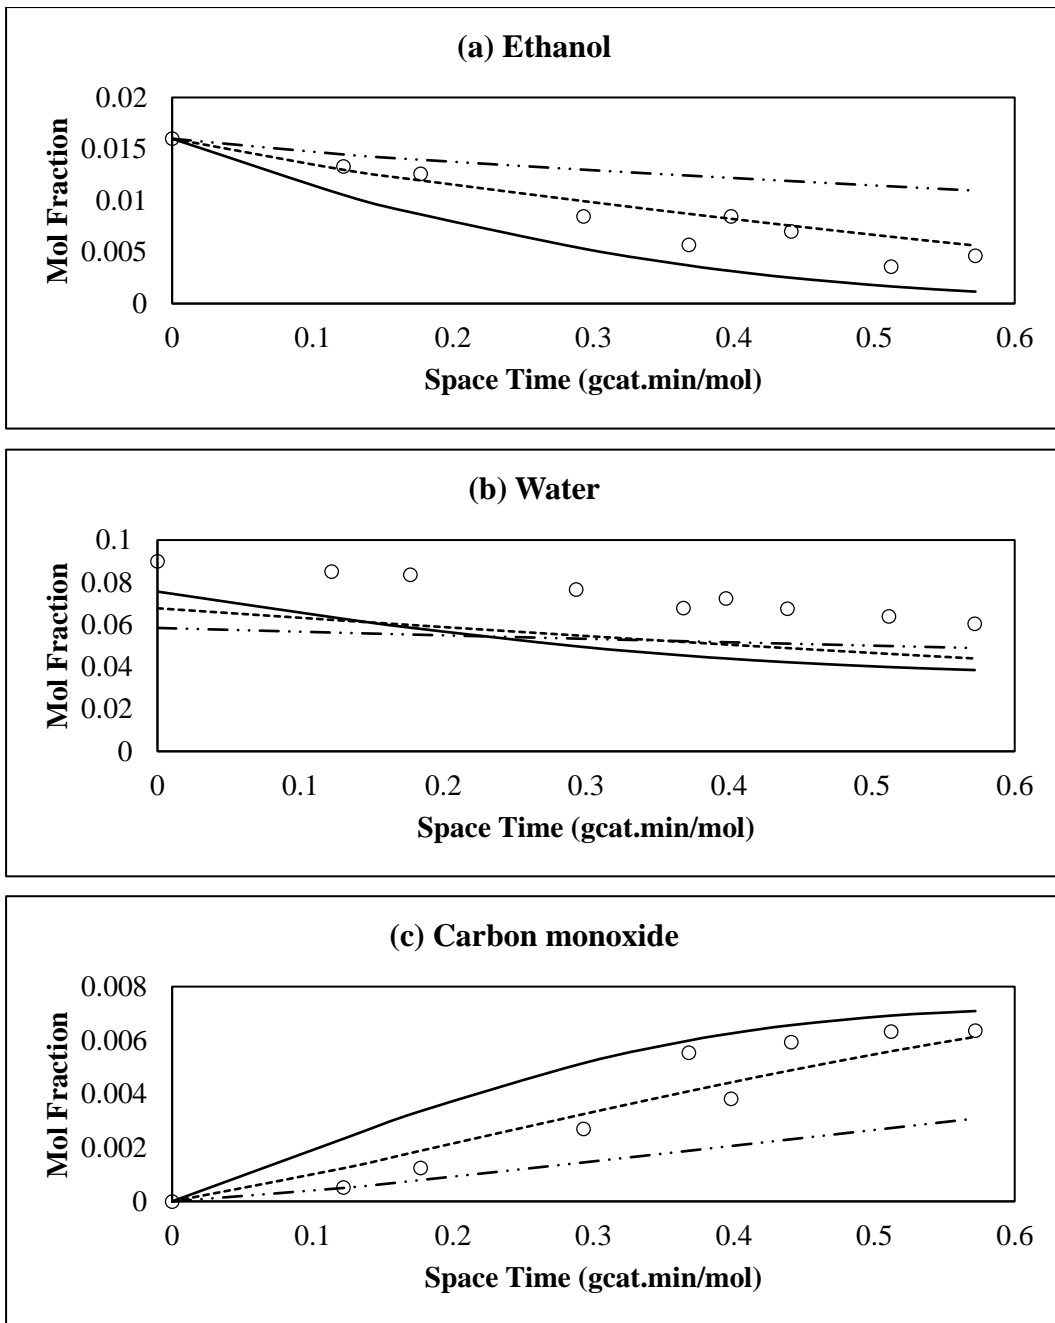 (a) Ethanol
0.02
0.015
0.01
0.005
0
Mol Fraction
0 0.1 0.2 0.3 0.4 0.5 0.6
Space Time (gcat.min/mol)
(b) Water
0.1
0.08
0.06
0.04
0.02
0
Mol Fraction
0 0.1 0.2 0.3 0.4 0.5 0.6
Space Time (gcat.min/mol)
(c) Carbon monoxide
0.008
0.006
0.004
0.002
0
Mol Fraction
0 0.1 0.2 0.3 0.4 0.5 0.6
Space Time (gcat.min/mol)